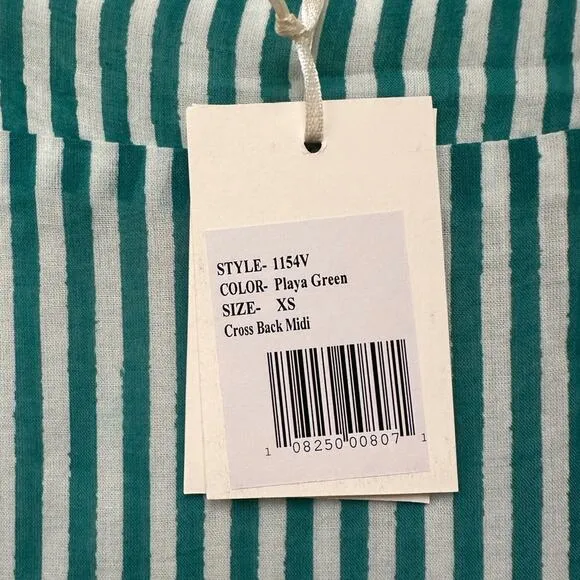 STYLE- 1154V
COLOR- Playa Green
SIZE- XS
Cross Back Midi
1 08250 00807 1